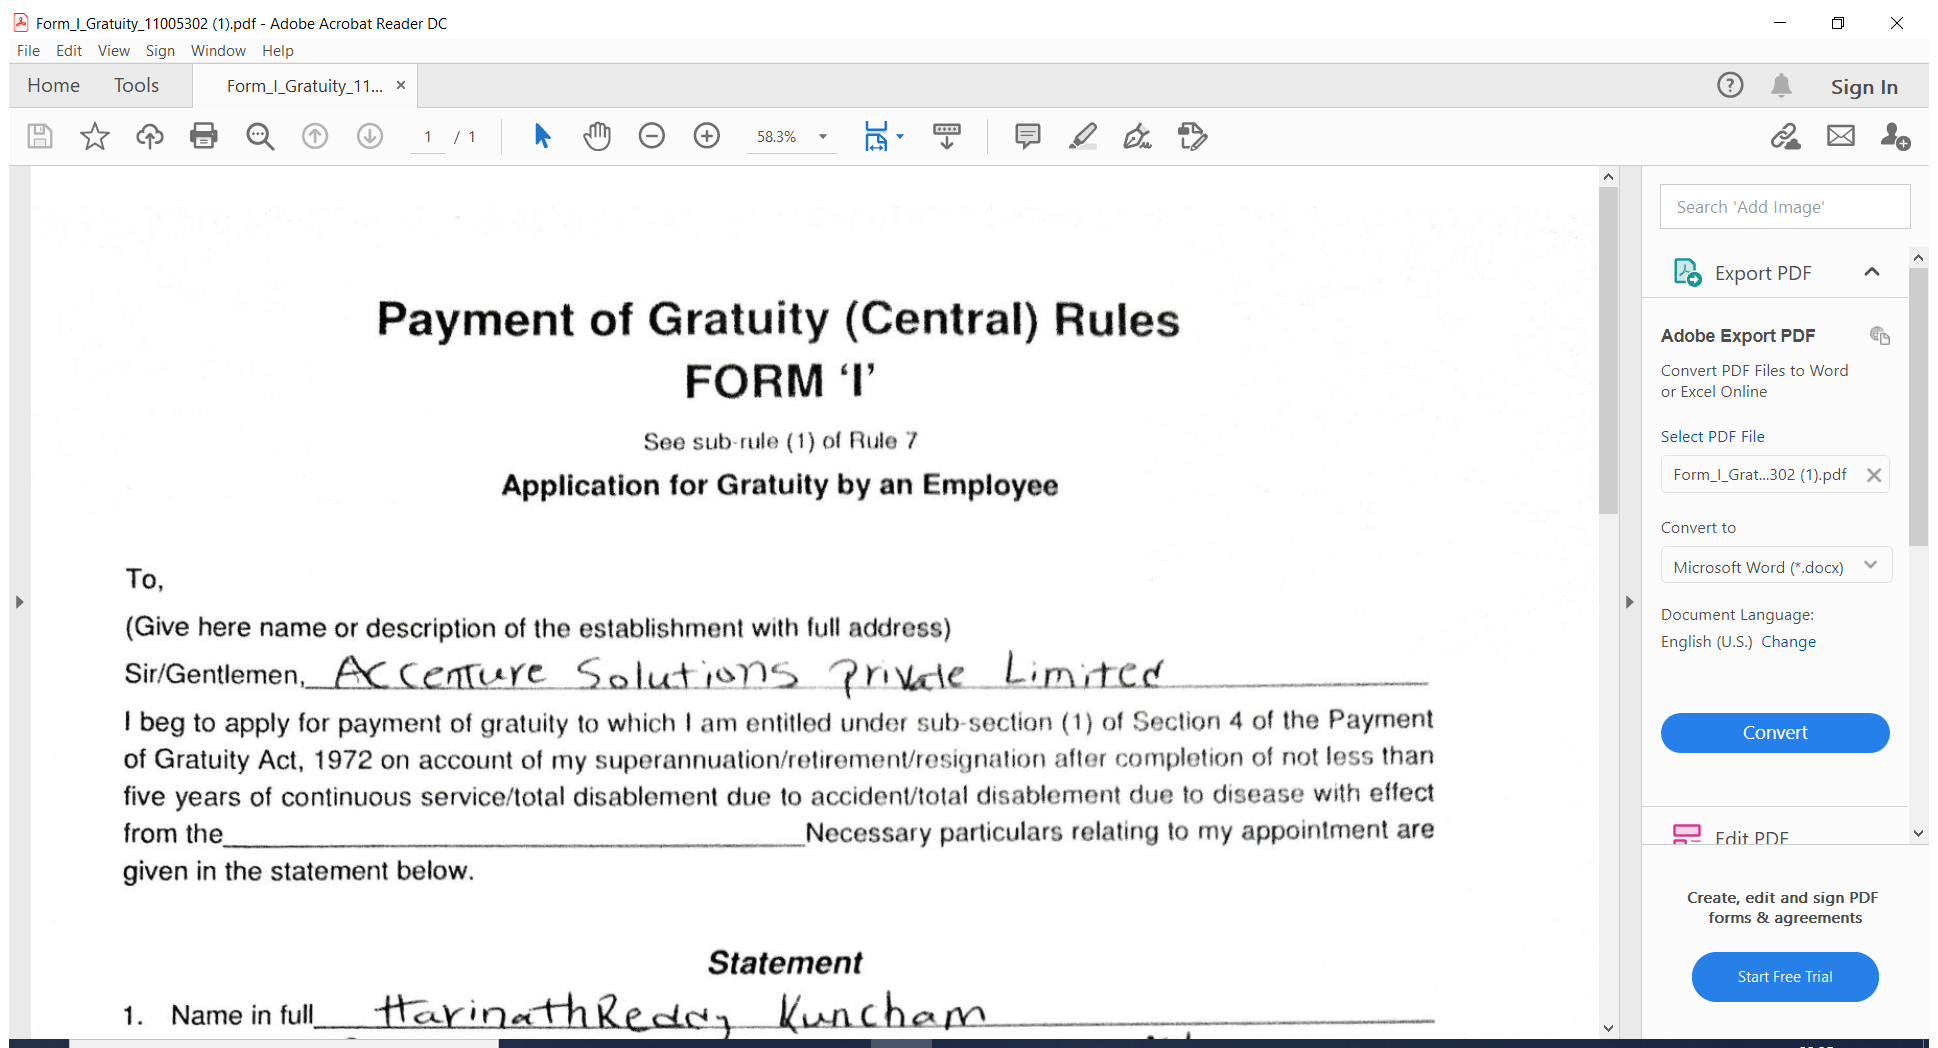 Form_I_Gratuity_11005302 (1).pdf - Adobe Acrobat Reader DC
File Edit View Sign Window Help
Home Tools Form_I_Gratuity_11... × Sign In
1 / 1 58.3%
Search 'Add Image'
Export PDF
Adobe Export PDF
Convert PDF Files to Word
or Excel Online
Select PDF File
Form_I_Grat...302 (1).pdf
Convert to
Microsoft Word (*.docx)
Document Language:
English (U.S.) Change
Convert
Edit PDF
Create, edit and sign PDF
forms & agreements
Start Free Trial
Payment of Gratuity (Central) Rules
FORM ‘I’
See sub-rule (1) of Rule 7
Application for Gratuity by an Employee
To,
(Give here name or description of the establishment with full address)
Sir/Gentlemen, Accenture Solutions Private Limited
I beg to apply for payment of gratuity to which I am entitled under sub-section (1) of Section 4 of the Payment
of Gratuity Act, 1972 on account of my superannuation/retirement/resignation after completion of not less than
five years of continuous service/total disablement due to accident/total disablement due to disease with effect
from the Necessary particulars relating to my appointment are
given in the statement below.
Statement
1. Name in full HarinathReddy Kuncham